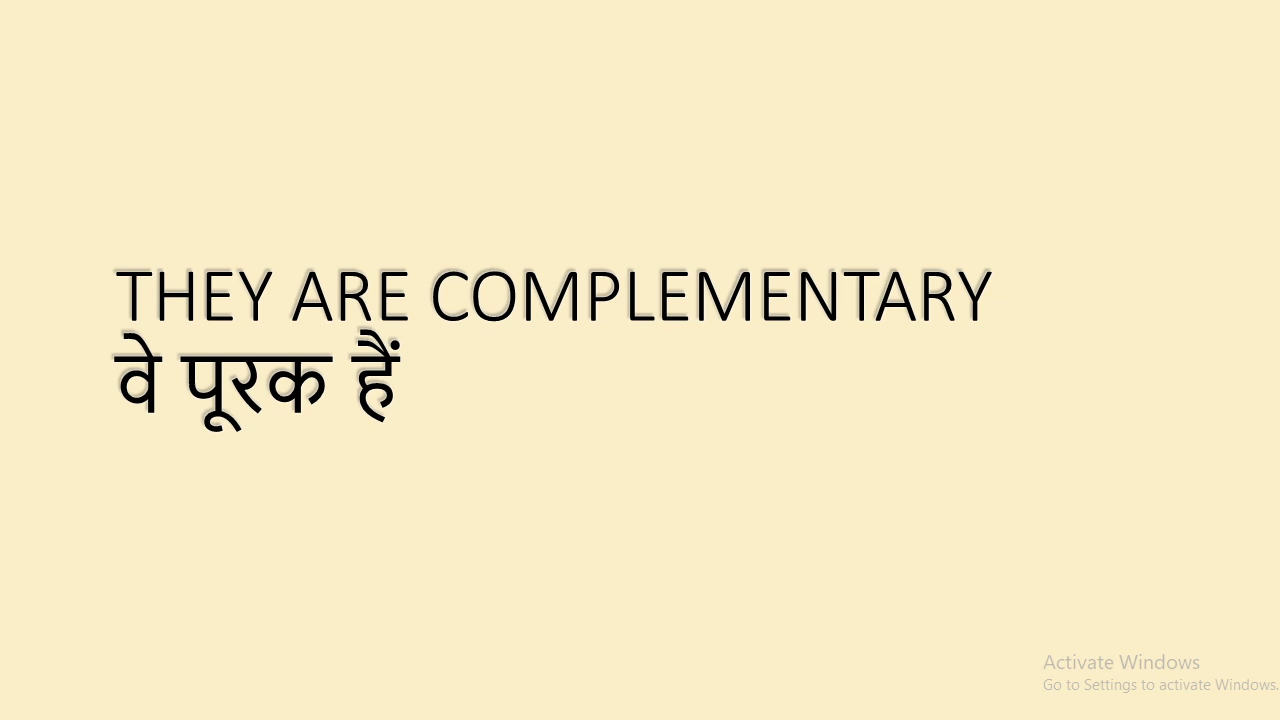 THEY ARE COMPLEMENTARY
वे पूरक हैं
Activate Windows
Go to Settings to activate Windows.